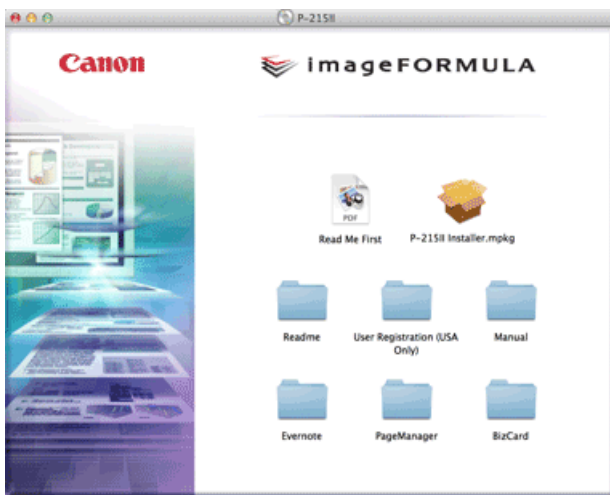 P-215II
Canon
imageFORMULA
PDF
Read Me First
P-215II Installer.mpkg
Readme
User Registration (USA
Only)
Manual
Evernote
PageManager
BizCard